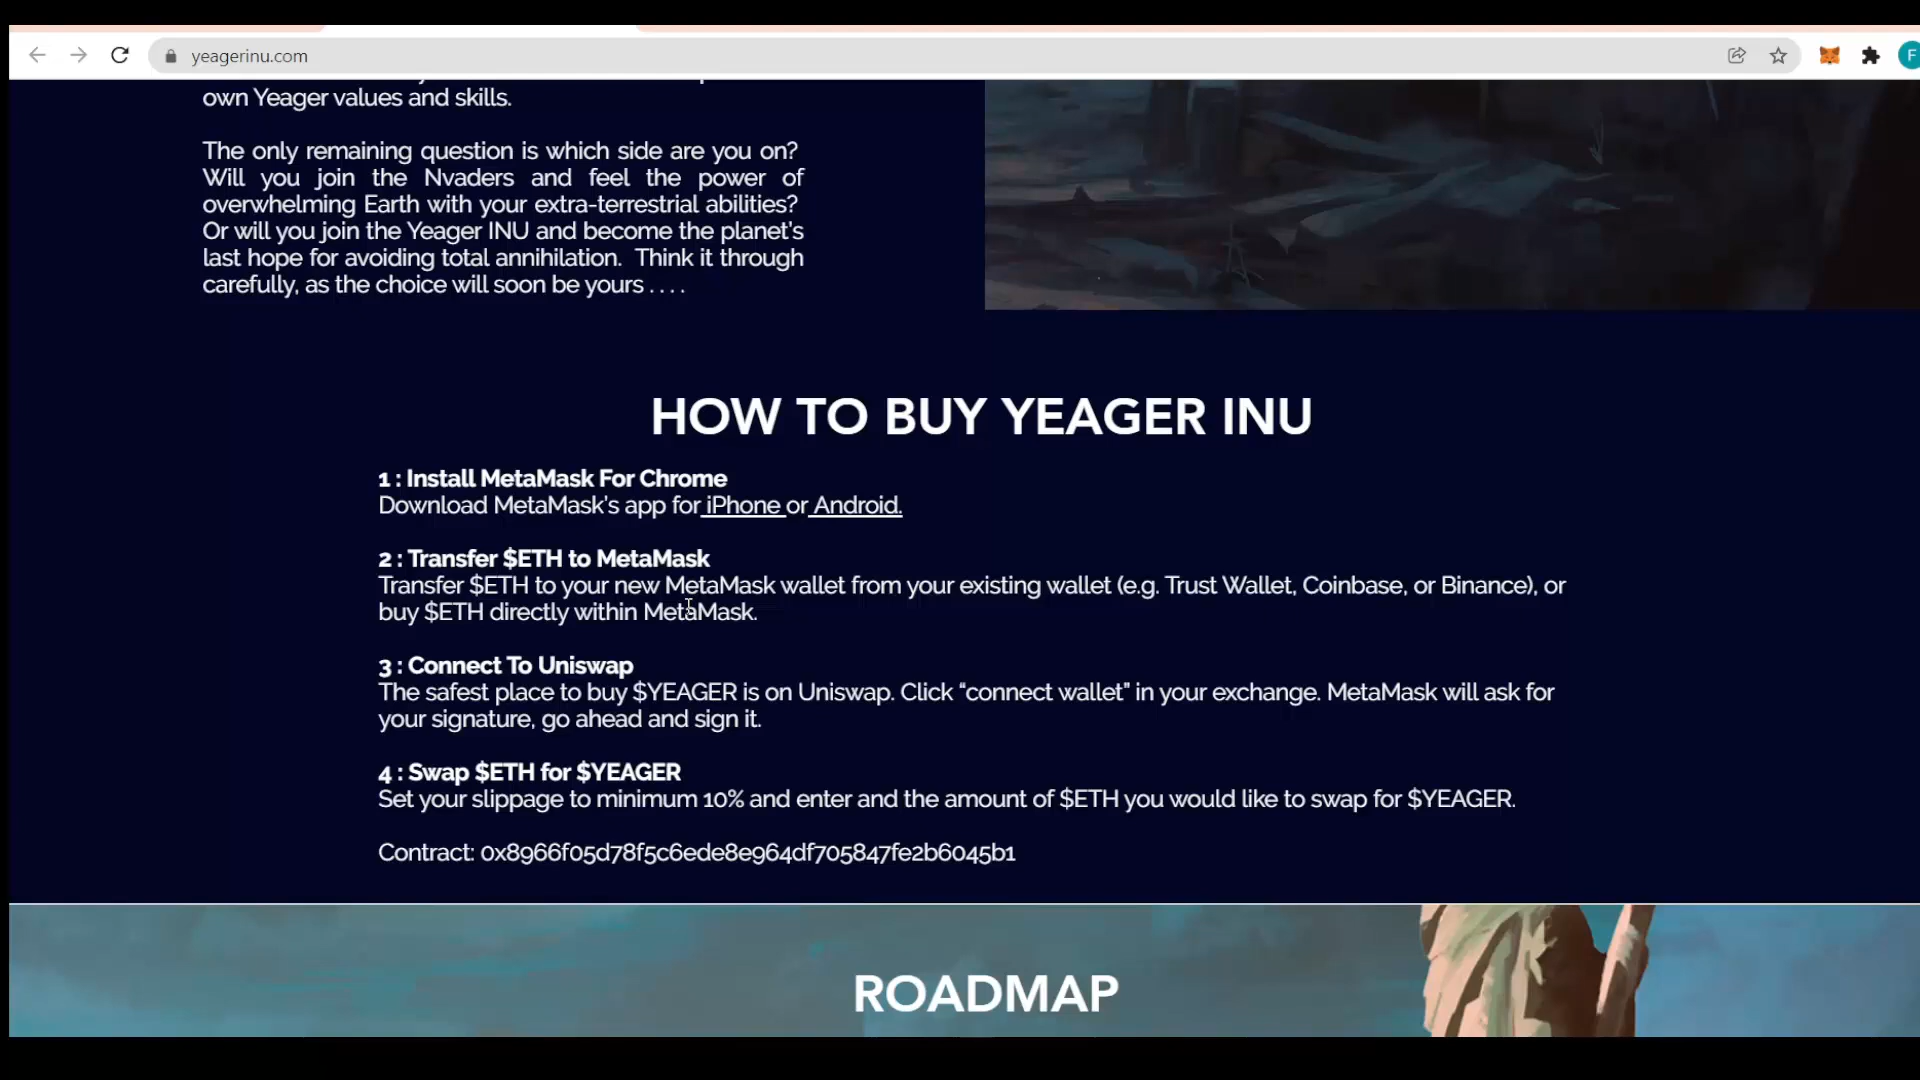 yeagerinu.com
F
own Yeager values and skills.
The only remaining question is which side are you on?
Will you join the Nvaders and feel the power of
overwhelming Earth with your extra-terrestrial abilities?
Or will you join the Yeager INU and become the planet's
last hope for avoiding total annihilation. Think it through
carefully, as the choice will soon be yours . . . .
HOW TO BUY YEAGER INU
1 : Install MetaMask For Chrome
Download MetaMask's app for iPhone or Android.
2 : Transfer $ETH to MetaMask
Transfer $ETH to your new MetaMask wallet from your existing wallet (e.g. Trust Wallet, Coinbase, or Binance), or
buy $ETH directly within MetaMask.
3 : Connect To Uniswap
The safest place to buy $YEAGER is on Uniswap. Click “connect wallet” in your exchange. MetaMask will ask for
your signature, go ahead and sign it.
4 : Swap $ETH for $YEAGER
Set your slippage to minimum 10% and enter and the amount of $ETH you would like to swap for $YEAGER.
Contract: 0x8966f05d78f5c6ede8e964df705847fe2b6045b1
ROADMAP